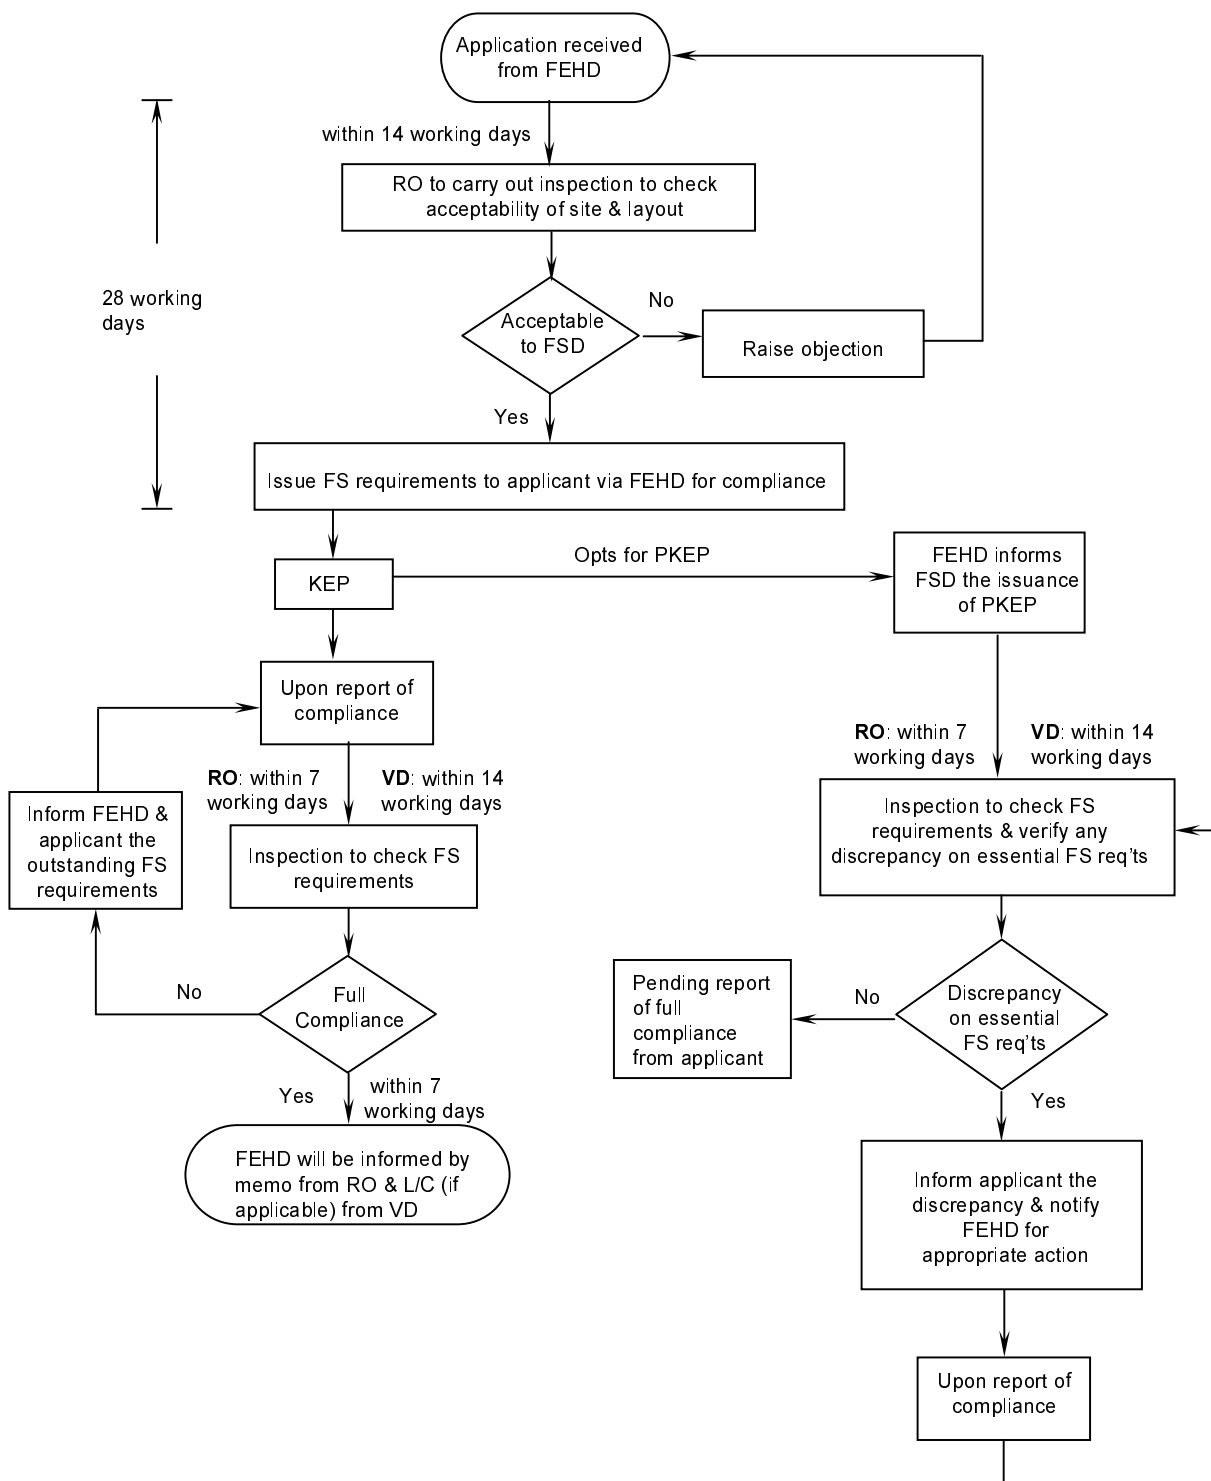 Application received
from FEHD
within 14 working days
RO to carry out inspection to check
acceptability of site & layout
28 working
days
Acceptable
to FSD
No
Raise objection
Yes
Issue FS requirements to applicant via FEHD for compliance
KEP
Opts for PKEP
FEHD informs
FSD the issuance
of PKEP
Upon report of
compliance
RO: within 7
working days
VD: within 14
working days
RO: within 7
working days
VD: within 14
working days
Inform FEHD &
applicant the
outstanding FS
requirements
Inspection to check FS
requirements
Inspection to check FS
requirements & verify any
discrepancy on essential FS req'ts
No
Full
Compliance
Pending report
of full
compliance
from applicant
No
Discrepancy
on essential
FS req'ts
Yes
within 7
working days
Yes
FEHD will be informed by
memo from RO & L/C (if
applicable) from VD
Inform applicant the
discrepancy & notify
FEHD for
appropriate action
Upon report of
compliance